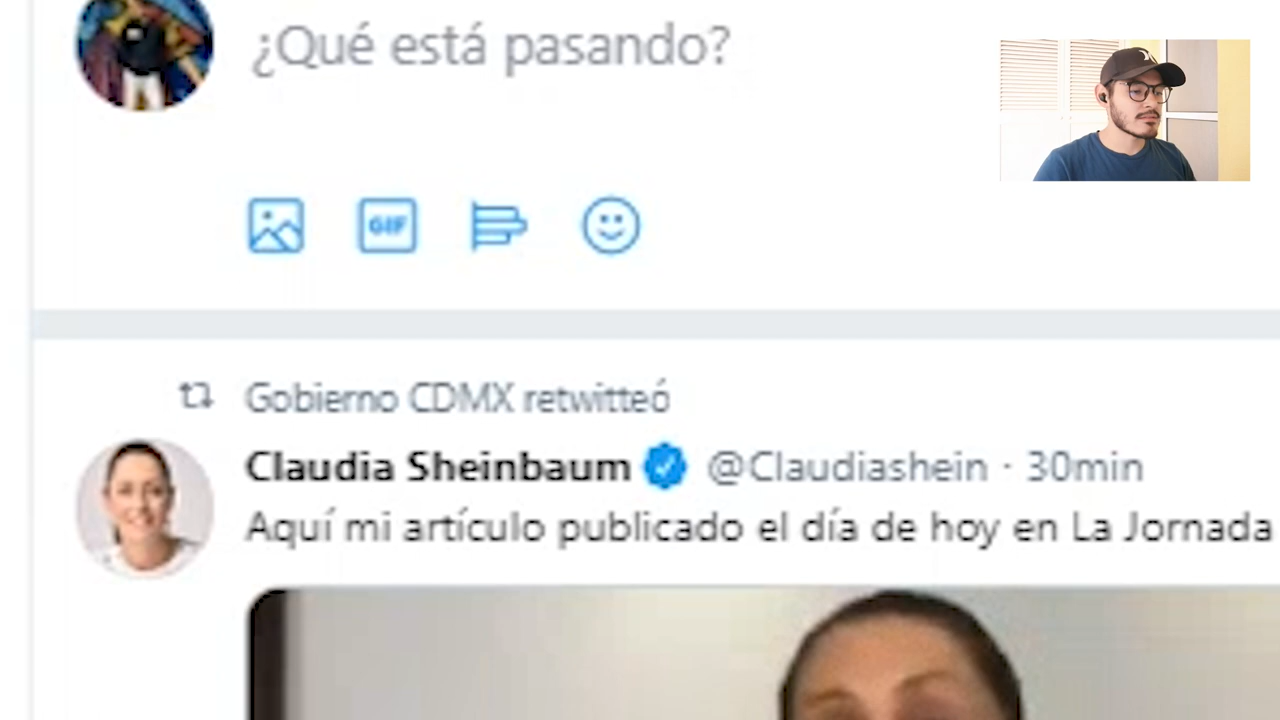 ¿Qué está pasando?
GIF
Gobierno CDMX retwitteó
Claudia Sheinbaum @Claudiashein · 30min
Aquí mi artículo publicado el día de hoy en La Jornada